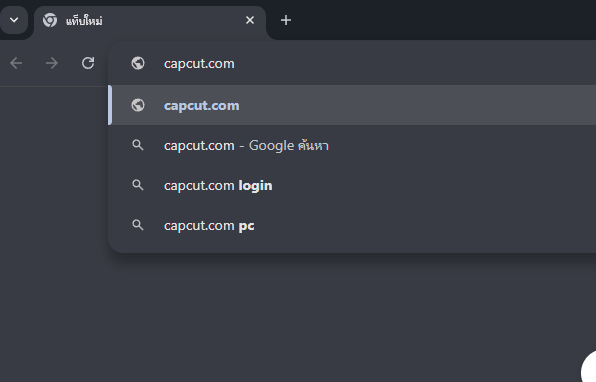 แท็บใหม่
capcut.com
capcut.com
capcut.com - Google ค้นหา
capcut.com login
capcut.com pc